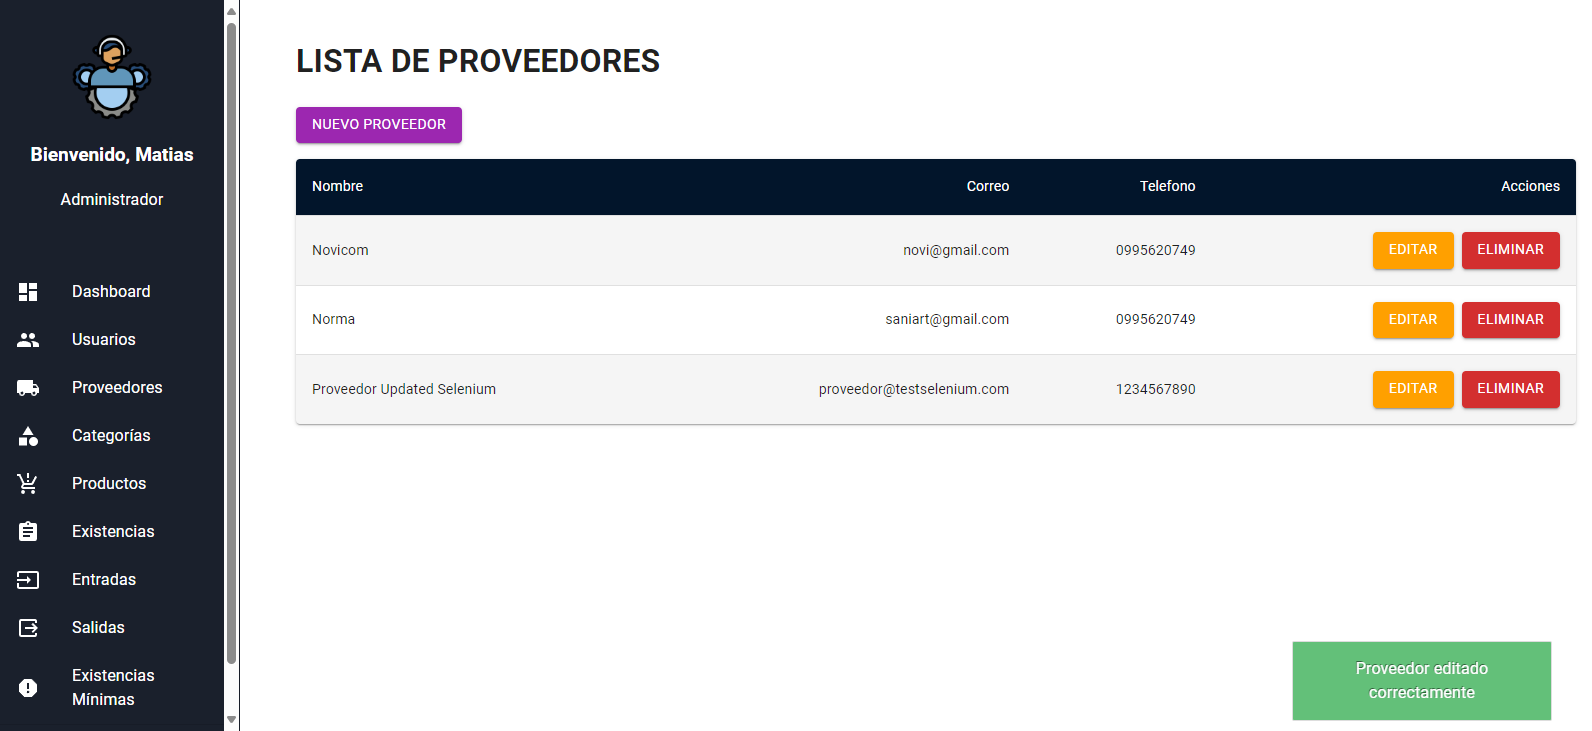 Bienvenido, Matias
Administrador
Dashboard
Usuarios
Proveedores
Categorías
Productos
Existencias
Entradas
Salidas
Existencias
Mínimas
LISTA DE PROVEEDORES
NUEVO PROVEEDOR
Nombre Correo Telefono Acciones
Novicom novi@gmail.com 0995620749 EDITAR ELIMINAR
Norma saniart@gmail.com 0995620749 EDITAR ELIMINAR
Proveedor Updated Selenium proveedor@testselenium.com 1234567890 EDITAR ELIMINAR
Proveedor editado
correctamente